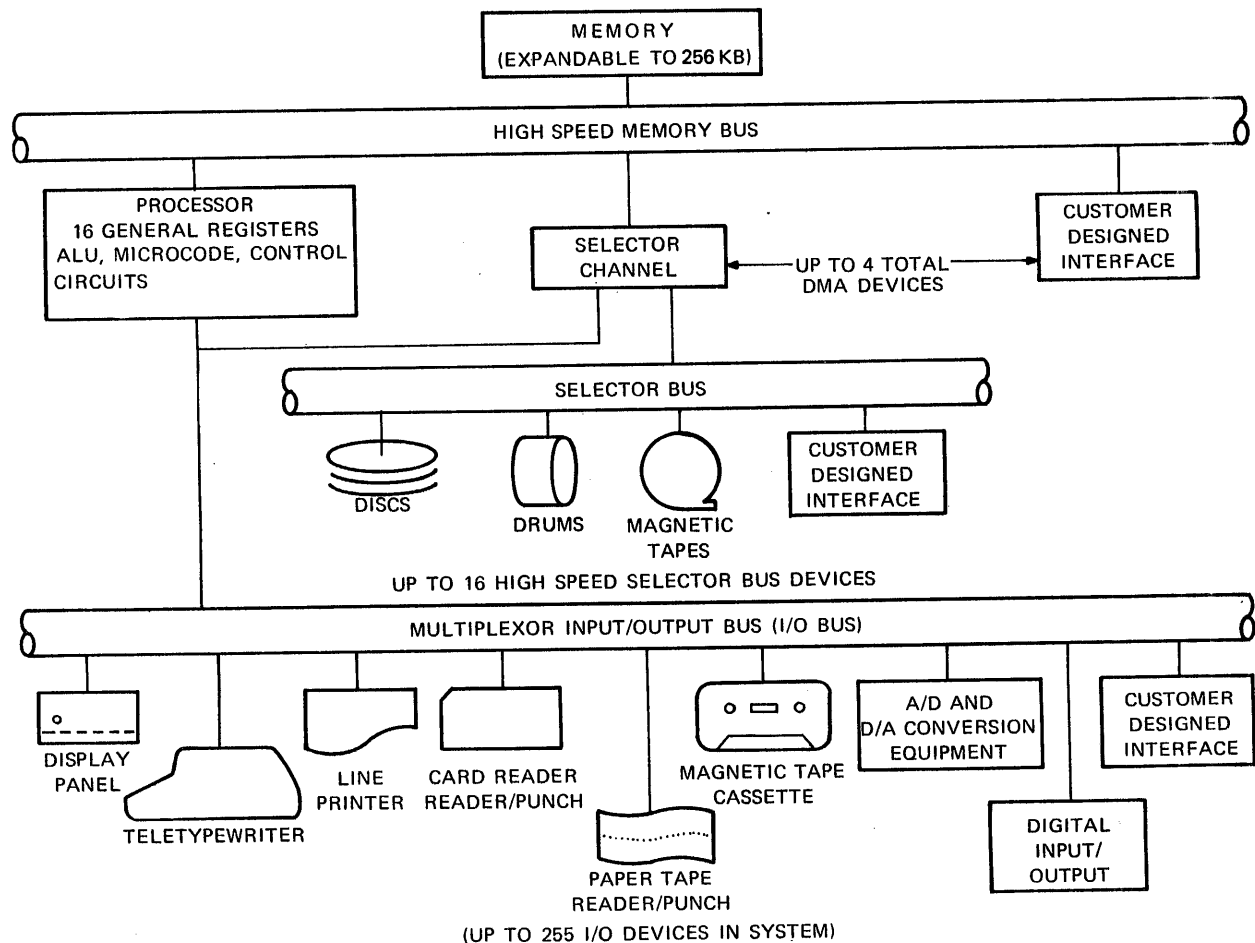 MEMORY
(EXPANDABLE TO 256 KB)
HIGH SPEED MEMORY BUS
PROCESSOR
16 GENERAL REGISTERS
ALU, MICROCODE, CONTROL
CIRCUITS
SELECTOR
CHANNEL
UP TO 4 TOTAL
DMA DEVICES
CUSTOMER
DESIGNED
INTERFACE
SELECTOR BUS
DISCS
DRUMS
MAGNETIC
TAPES
CUSTOMER
DESIGNED
INTERFACE
UP TO 16 HIGH SPEED SELECTOR BUS DEVICES
MULTIPLEXOR INPUT/OUTPUT BUS (I/O BUS)
DISPLAY
PANEL
TELETYPEWRITER
LINE
PRINTER
CARD READER
READER/PUNCH
PAPER TAPE
READER/PUNCH
MAGNETIC TAPE
CASSETTE
A/D AND
D/A CONVERSION
EQUIPMENT
DIGITAL
INPUT/
OUTPUT
CUSTOMER
DESIGNED
INTERFACE
(UP TO 255 I/O DEVICES IN SYSTEM)